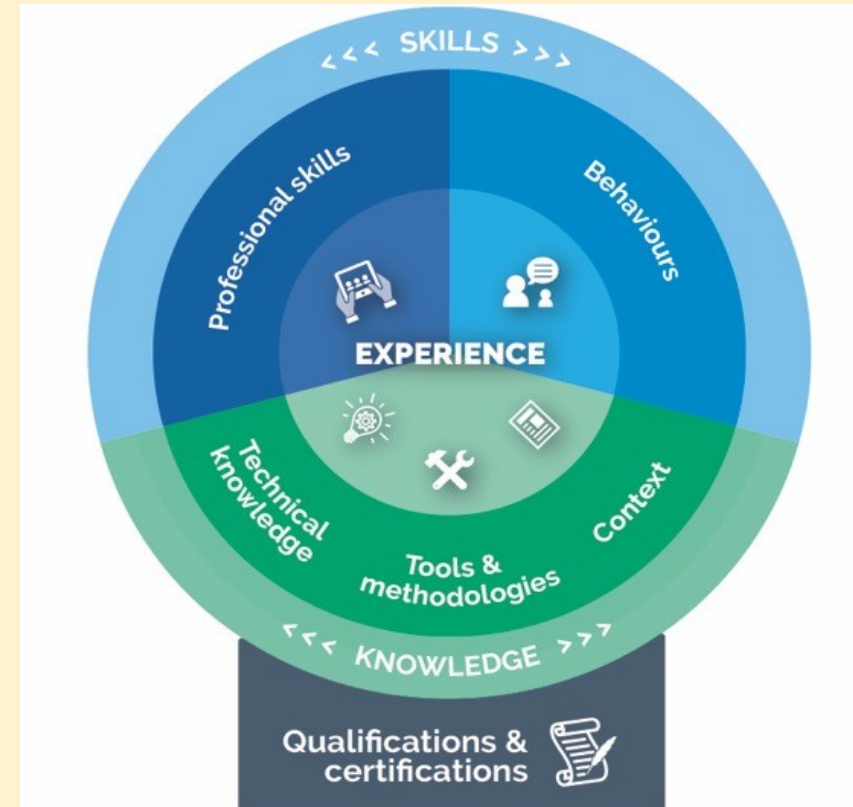 <<< SKILLS >>>
Professional skills
Behaviours
EXPERIENCE
Technical
knowledge
Tools &
methodologies
Context
<<< KNOWLEDGE >>>
Qualifications &
certifications